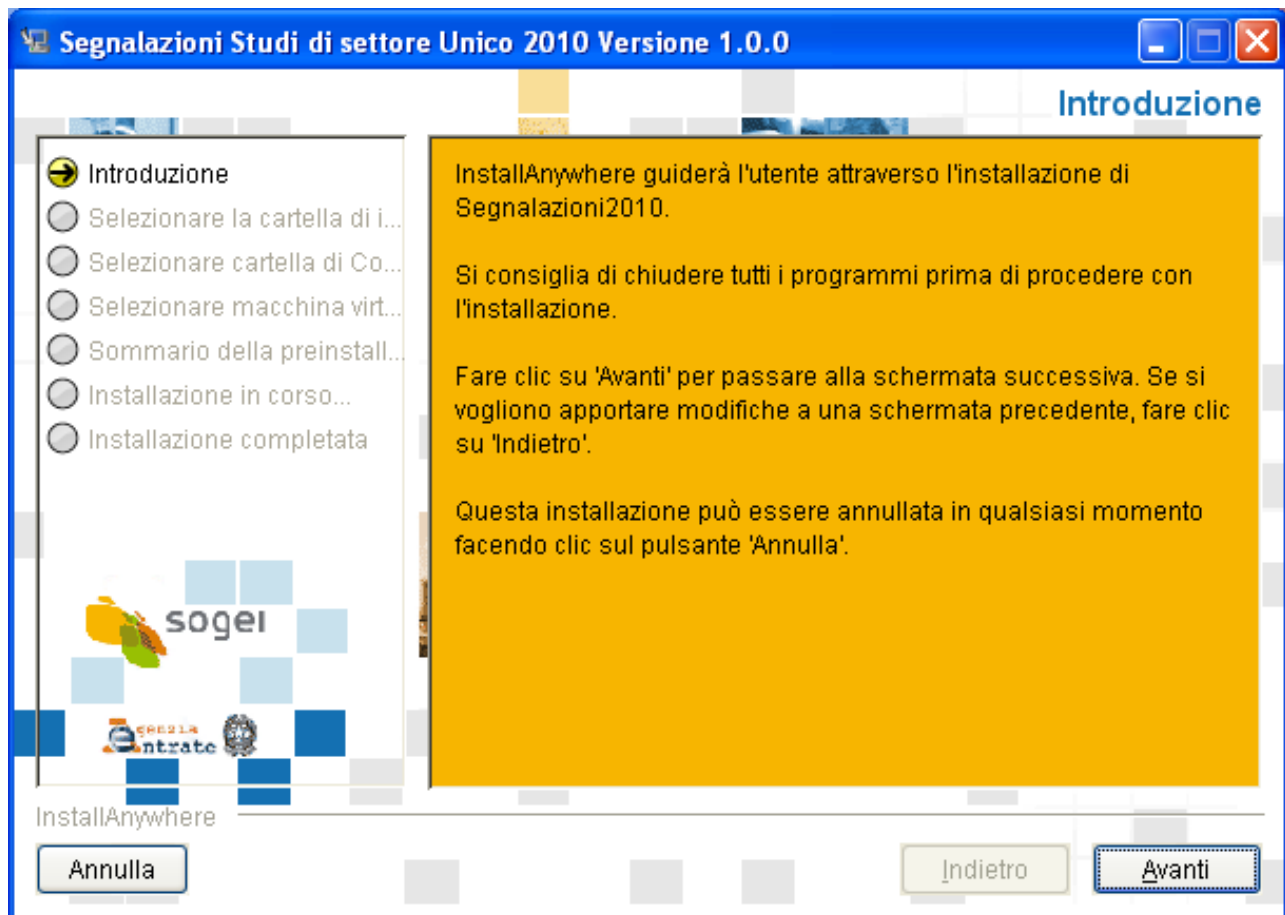 Segnalazioni Studi di settore Unico 2010 Versione 1.0.0
Introduzione
Introduzione
Selezionare la cartella di i...
Selezionare cartella di Co...
Selezionare macchina virt...
Sommario della preinstall...
Installazione in corso...
Installazione completata
sogei
genzia
ntrate
InstallAnywhere guiderà l'utente attraverso l'installazione di
Segnalazioni2010.
Si consiglia di chiudere tutti i programmi prima di procedere con
l'installazione.
Fare clic su 'Avanti' per passare alla schermata successiva. Se si
vogliono apportare modifiche a una schermata precedente, fare clic
su 'Indietro'.
Questa installazione può essere annullata in qualsiasi momento
facendo clic sul pulsante 'Annulla'.
InstallAnywhere
Annulla
Indietro
Avanti